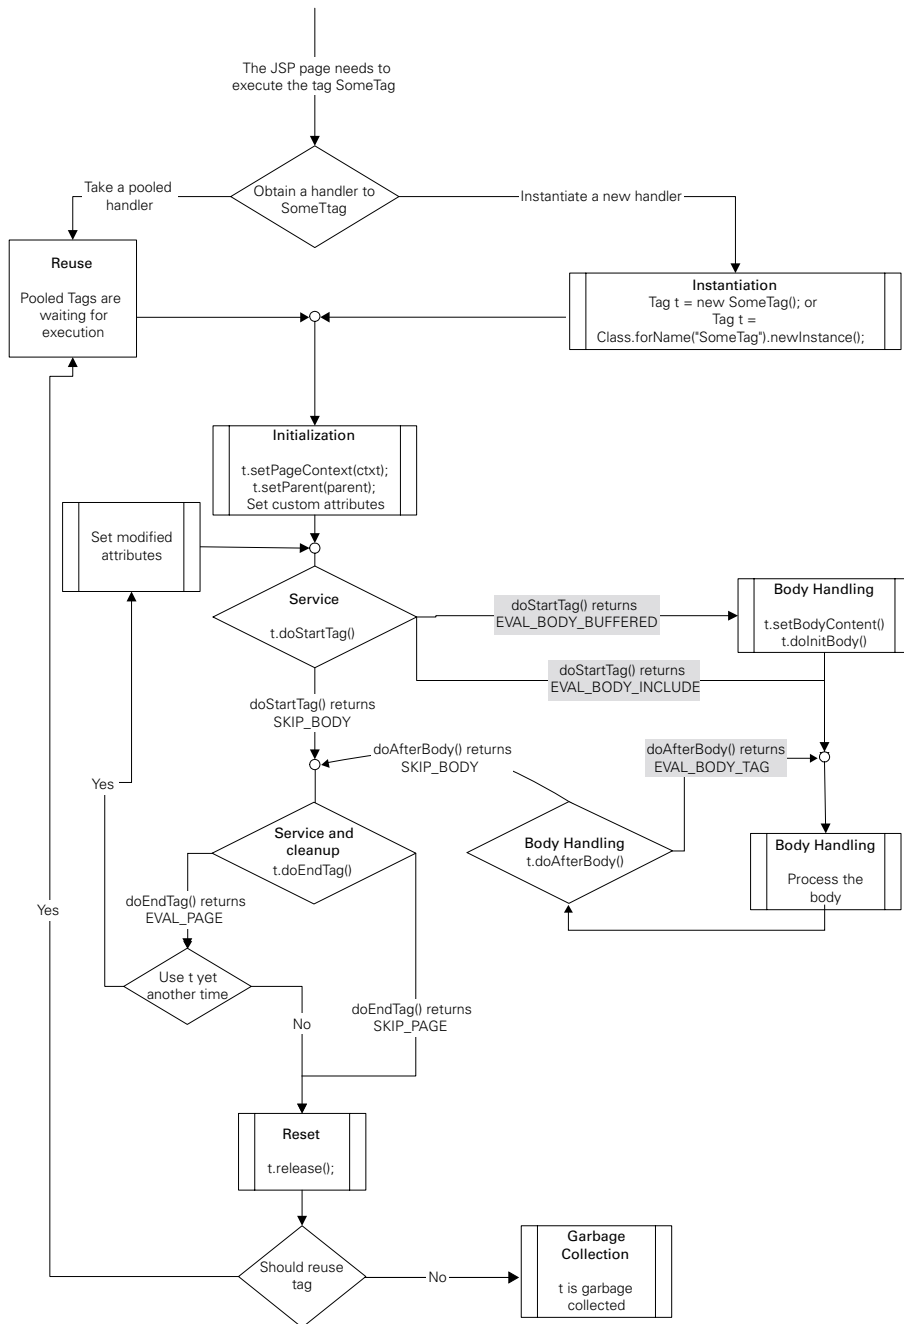 The JSP page needs to
execute the tag SomeTag
Obtain a handler to
SomeTtag
Take a pooled
handler
Instantiate a new handler
Reuse
Pooled Tags are
waiting for
execution
Instantiation
Tag t = new SomeTag(); or
Tag t =
Class.forName("SomeTag").newInstance();
Initialization
t.setPageContext(ctxt);
t.setParent(parent);
Set custom attributes
Set modified
attributes
Service
t.doStartTag()
doStartTag() returns
EVAL_BODY_BUFFERED
Body Handling
t.setBodyContent()
t.doInitBody()
doStartTag() returns
EVAL_BODY_INCLUDE
doStartTag() returns
SKIP_BODY
doAfterBody() returns
SKIP_BODY
doAfterBody() returns
EVAL_BODY_TAG
Yes
Service and
cleanup
t.doEndTag()
Body Handling
t.doAfterBody()
Body Handling
Process the
body
Yes
doEndTag() returns
EVAL_PAGE
Use t yet
another time
No
doEndTag() returns
SKIP_PAGE
Reset
t.release();
Should reuse
tag
No
Garbage
Collection
t is garbage
collected